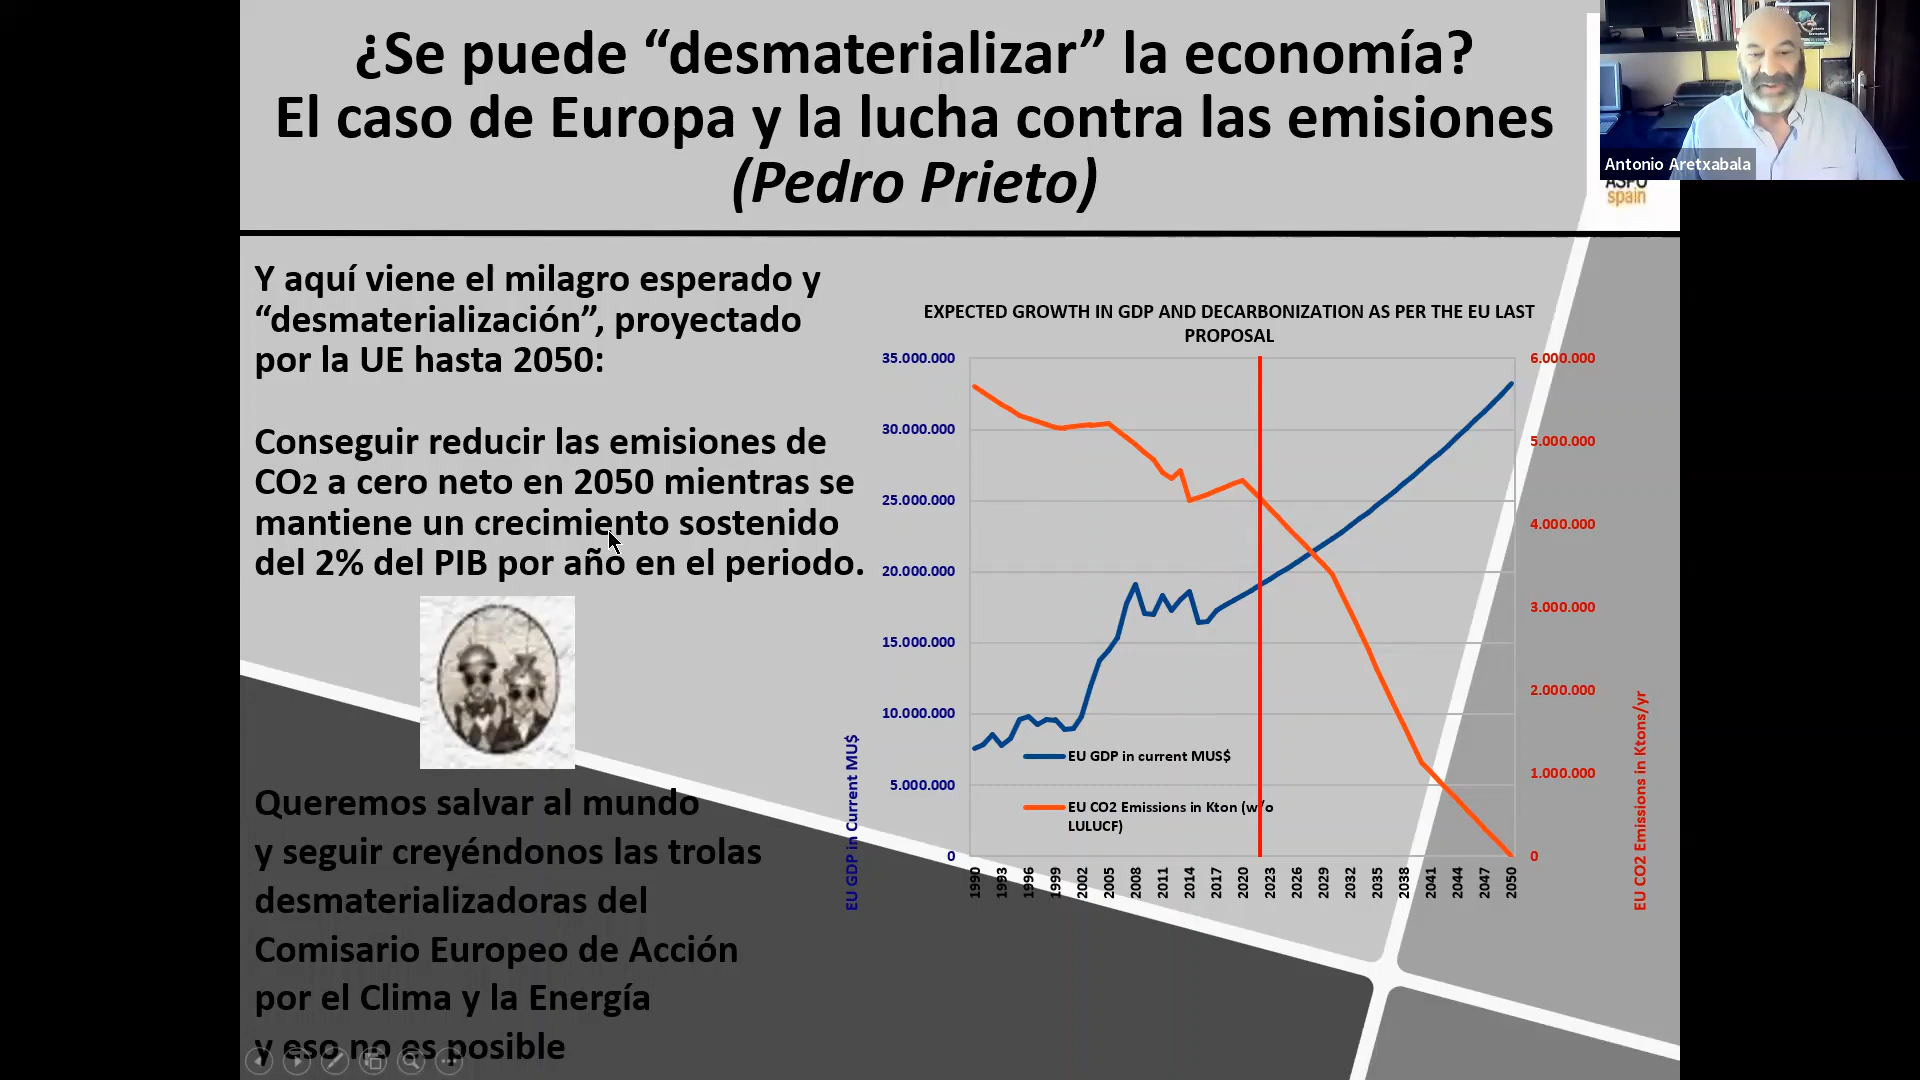 ¿Se puede “desmaterializar” la economía?
El caso de Europa y la lucha contra las emisiones
(Pedro Prieto)
Antonio Aretxabala
ASPO
spain
Y aquí viene el milagro esperado y
“desmaterialización”, proyectado
por la UE hasta 2050:
Conseguir reducir las emisiones de
CO2 a cero neto en 2050 mientras se
mantiene un crecimiento sostenido
del 2% del PIB por año en el periodo.
Queremos salvar al mundo
y seguir creyéndonos las trolas
desmaterializadoras del
Comisario Europeo de Acción
por el Clima y la Energía
y eso no es posible
EXPECTED GROWTH IN GDP AND DECARBONIZATION AS PER THE EU LAST
PROPOSAL
EU GDP in Current MU$
35.000.000
30.000.000
25.000.000
20.000.000
15.000.000
10.000.000
5.000.000
0
EU GDP in current MUS$
EU CO2 Emissions in Kton (w/o
LULUCF)
1990
1993
1996
1999
2002
2005
2008
2011
2014
2017
2020
2023
2026
2029
2032
2035
2038
2041
2044
2047
2050
6.000.000
5.000.000
4.000.000
3.000.000
2.000.000
1.000.000
0
EU CO2 Emissions in Ktons/yr